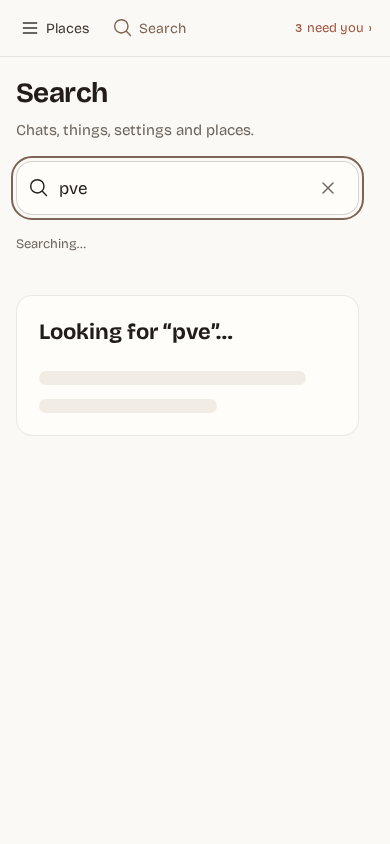 Places
Search
3 need you ›
Search
Chats, things, settings and places.
pve
Searching…
Looking for “pve”…